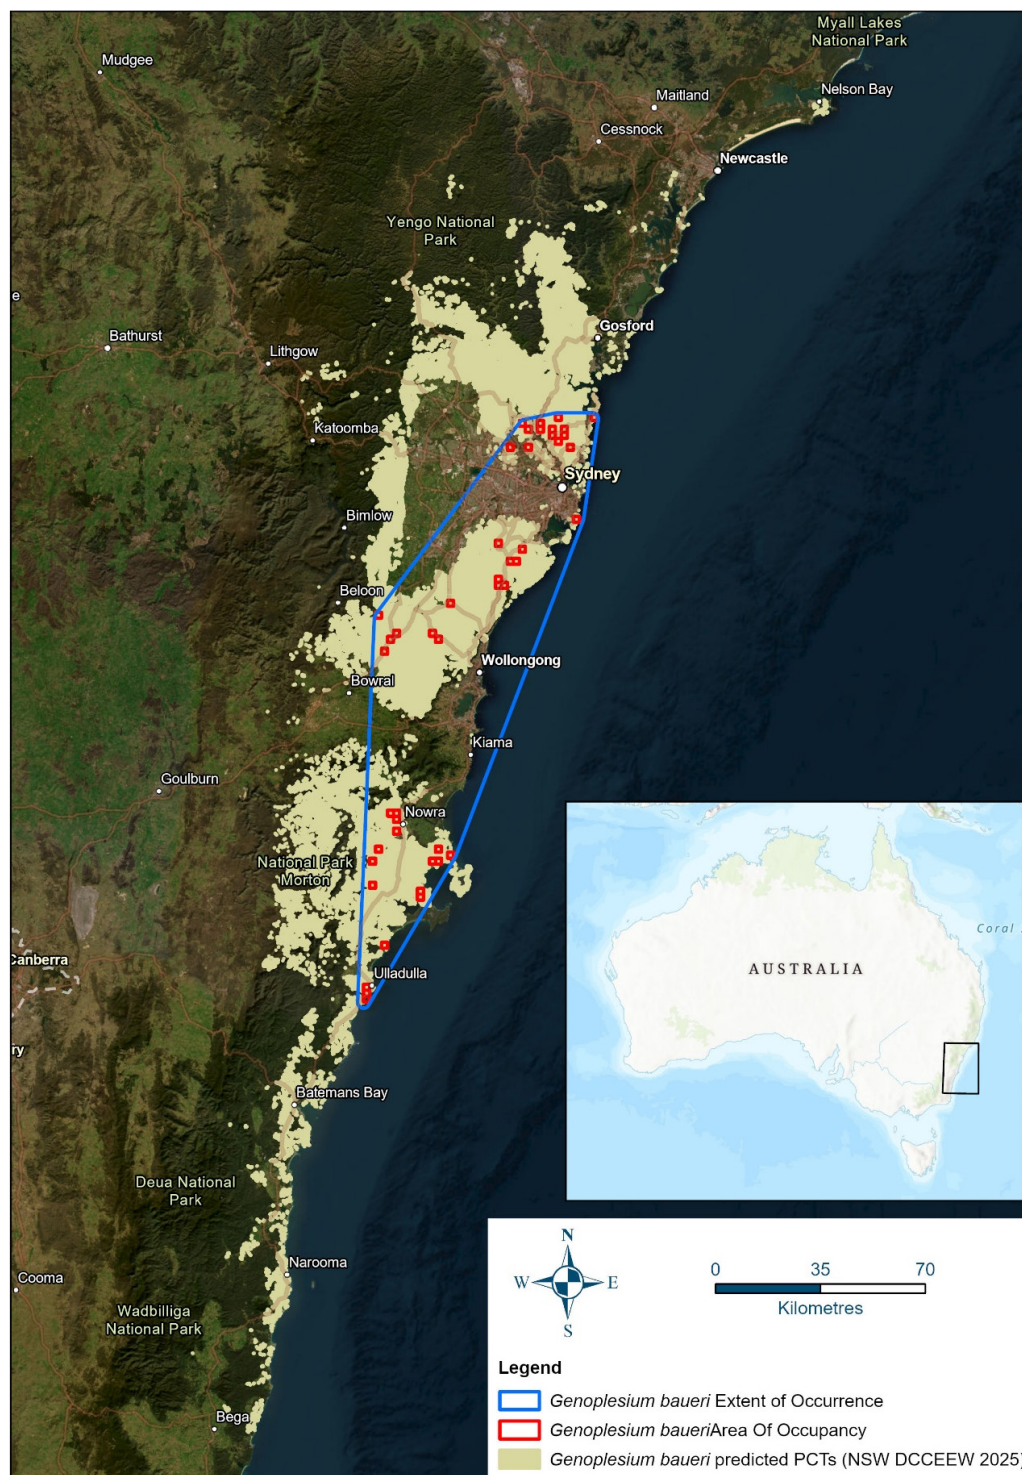 Myall Lakes
National Park
Mudgee
Nelson Bay
Maitland
Cessnock
Newcastle
Yengo National
Park
e
Gosford
Bathurst
Lithgow
Katoomba
Sydney
Bimlow
Beloon
Wollongong
Bowral
Kiama
Goulburn
Nowra
National Park
Morton
Canberra
Ulladulla
ry
Batemans Bay
Deua National
Park
Narooma
Cooma
Wadbilliga
National Park
Bega
Coral
AUSTRALIA
N
W E
S
0 35 70
Kilometres
Legend
Genoplesium baueri Extent of Occurrence
Genoplesium baueriArea Of Occupancy
Genoplesium baueri predicted PCTs (NSW DCCEEW 2025)